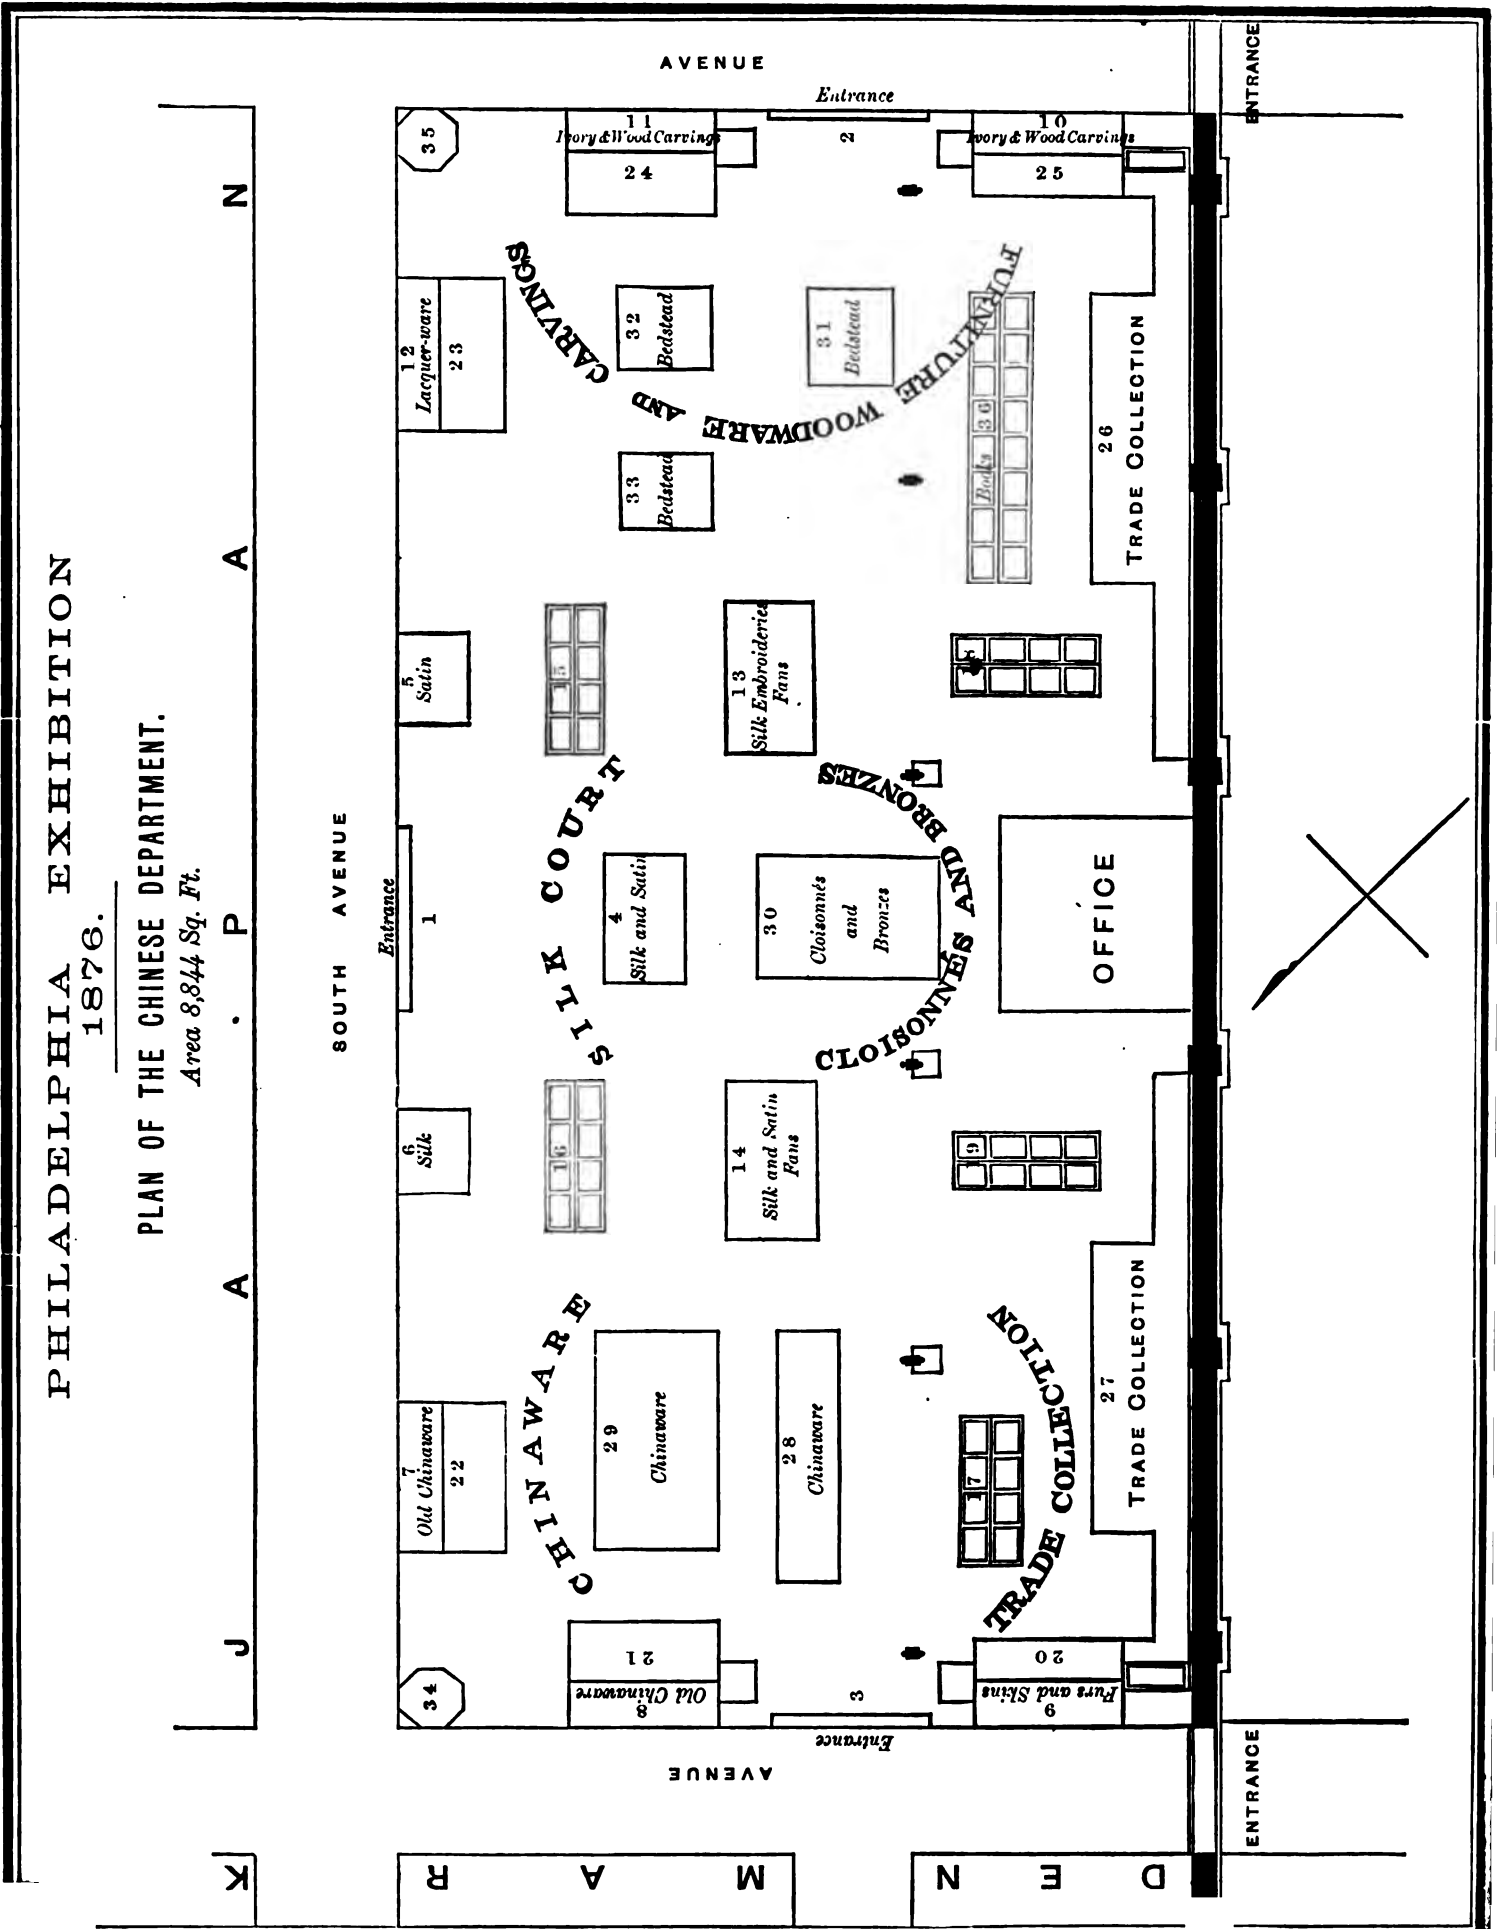 PHILADELPHIA EXHIBITION
1876.
PLAN OF THE CHINESE DEPARTMENT.
Area 8,844 Sq. Ft.
JAPAN
SOUTH AVENUE
Entrance
1
34
7
Old Chinaware
22
6
Silk
5
Satin
12
Lacquer-ware
23
35
CHINAWARE
SILK COURT
FURNITURE WOODWARE AND CARVINGS
8
Old Chinaware
21
29
Chinaware
16
4
Silk and Satin
15
33
Bedstead
32
Bedstead
11
Ivory & Wood Carvings
24
28
Chinaware
14
Silk and Satin
Fans
30
Cloisonnés
and
Bronzes
13
Silk Embroideries
Fans
31
Bedstead
AVENUE
Entrance
3
2
Entrance
AVENUE
CLOISONNÉS AND BRONZES
9
Furs and Skins
20
17
19
18
Books 36
10
Ivory & Wood Carvings
25
TRADE COLLECTION
27
TRADE COLLECTION
OFFICE
26
TRADE COLLECTION
ENTRANCE
ENTRANCE
DENMARK